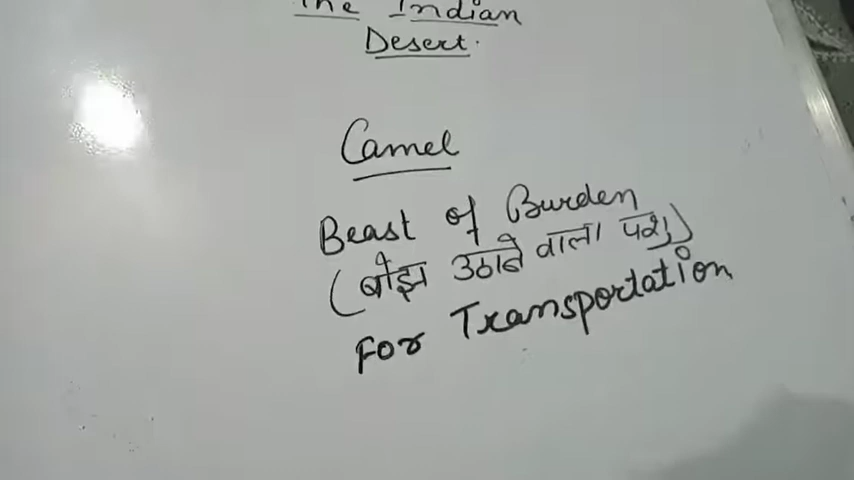 The Indian
Desert.
Camel
Beast of Burden
(बोझ उठाने वाला पशु)
For Transportation